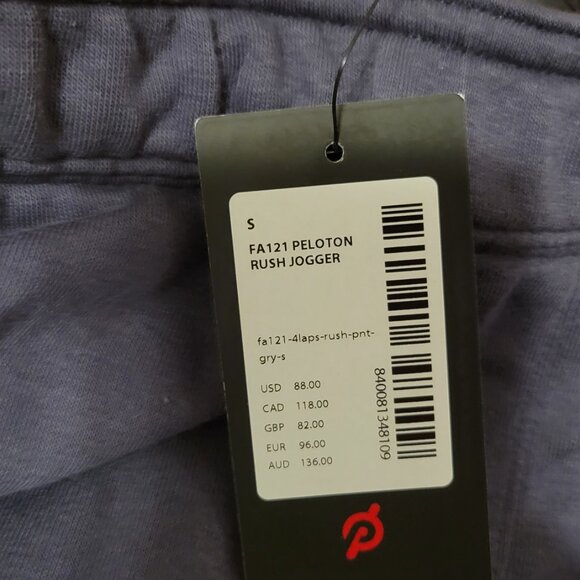 S
FA121 PELOTON
RUSH JOGGER
fa121-4laps-rush-pnt-
gry-s
USD 88.00
CAD 118.00
GBP 82.00
EUR 96.00
AUD 136.00
840081348109